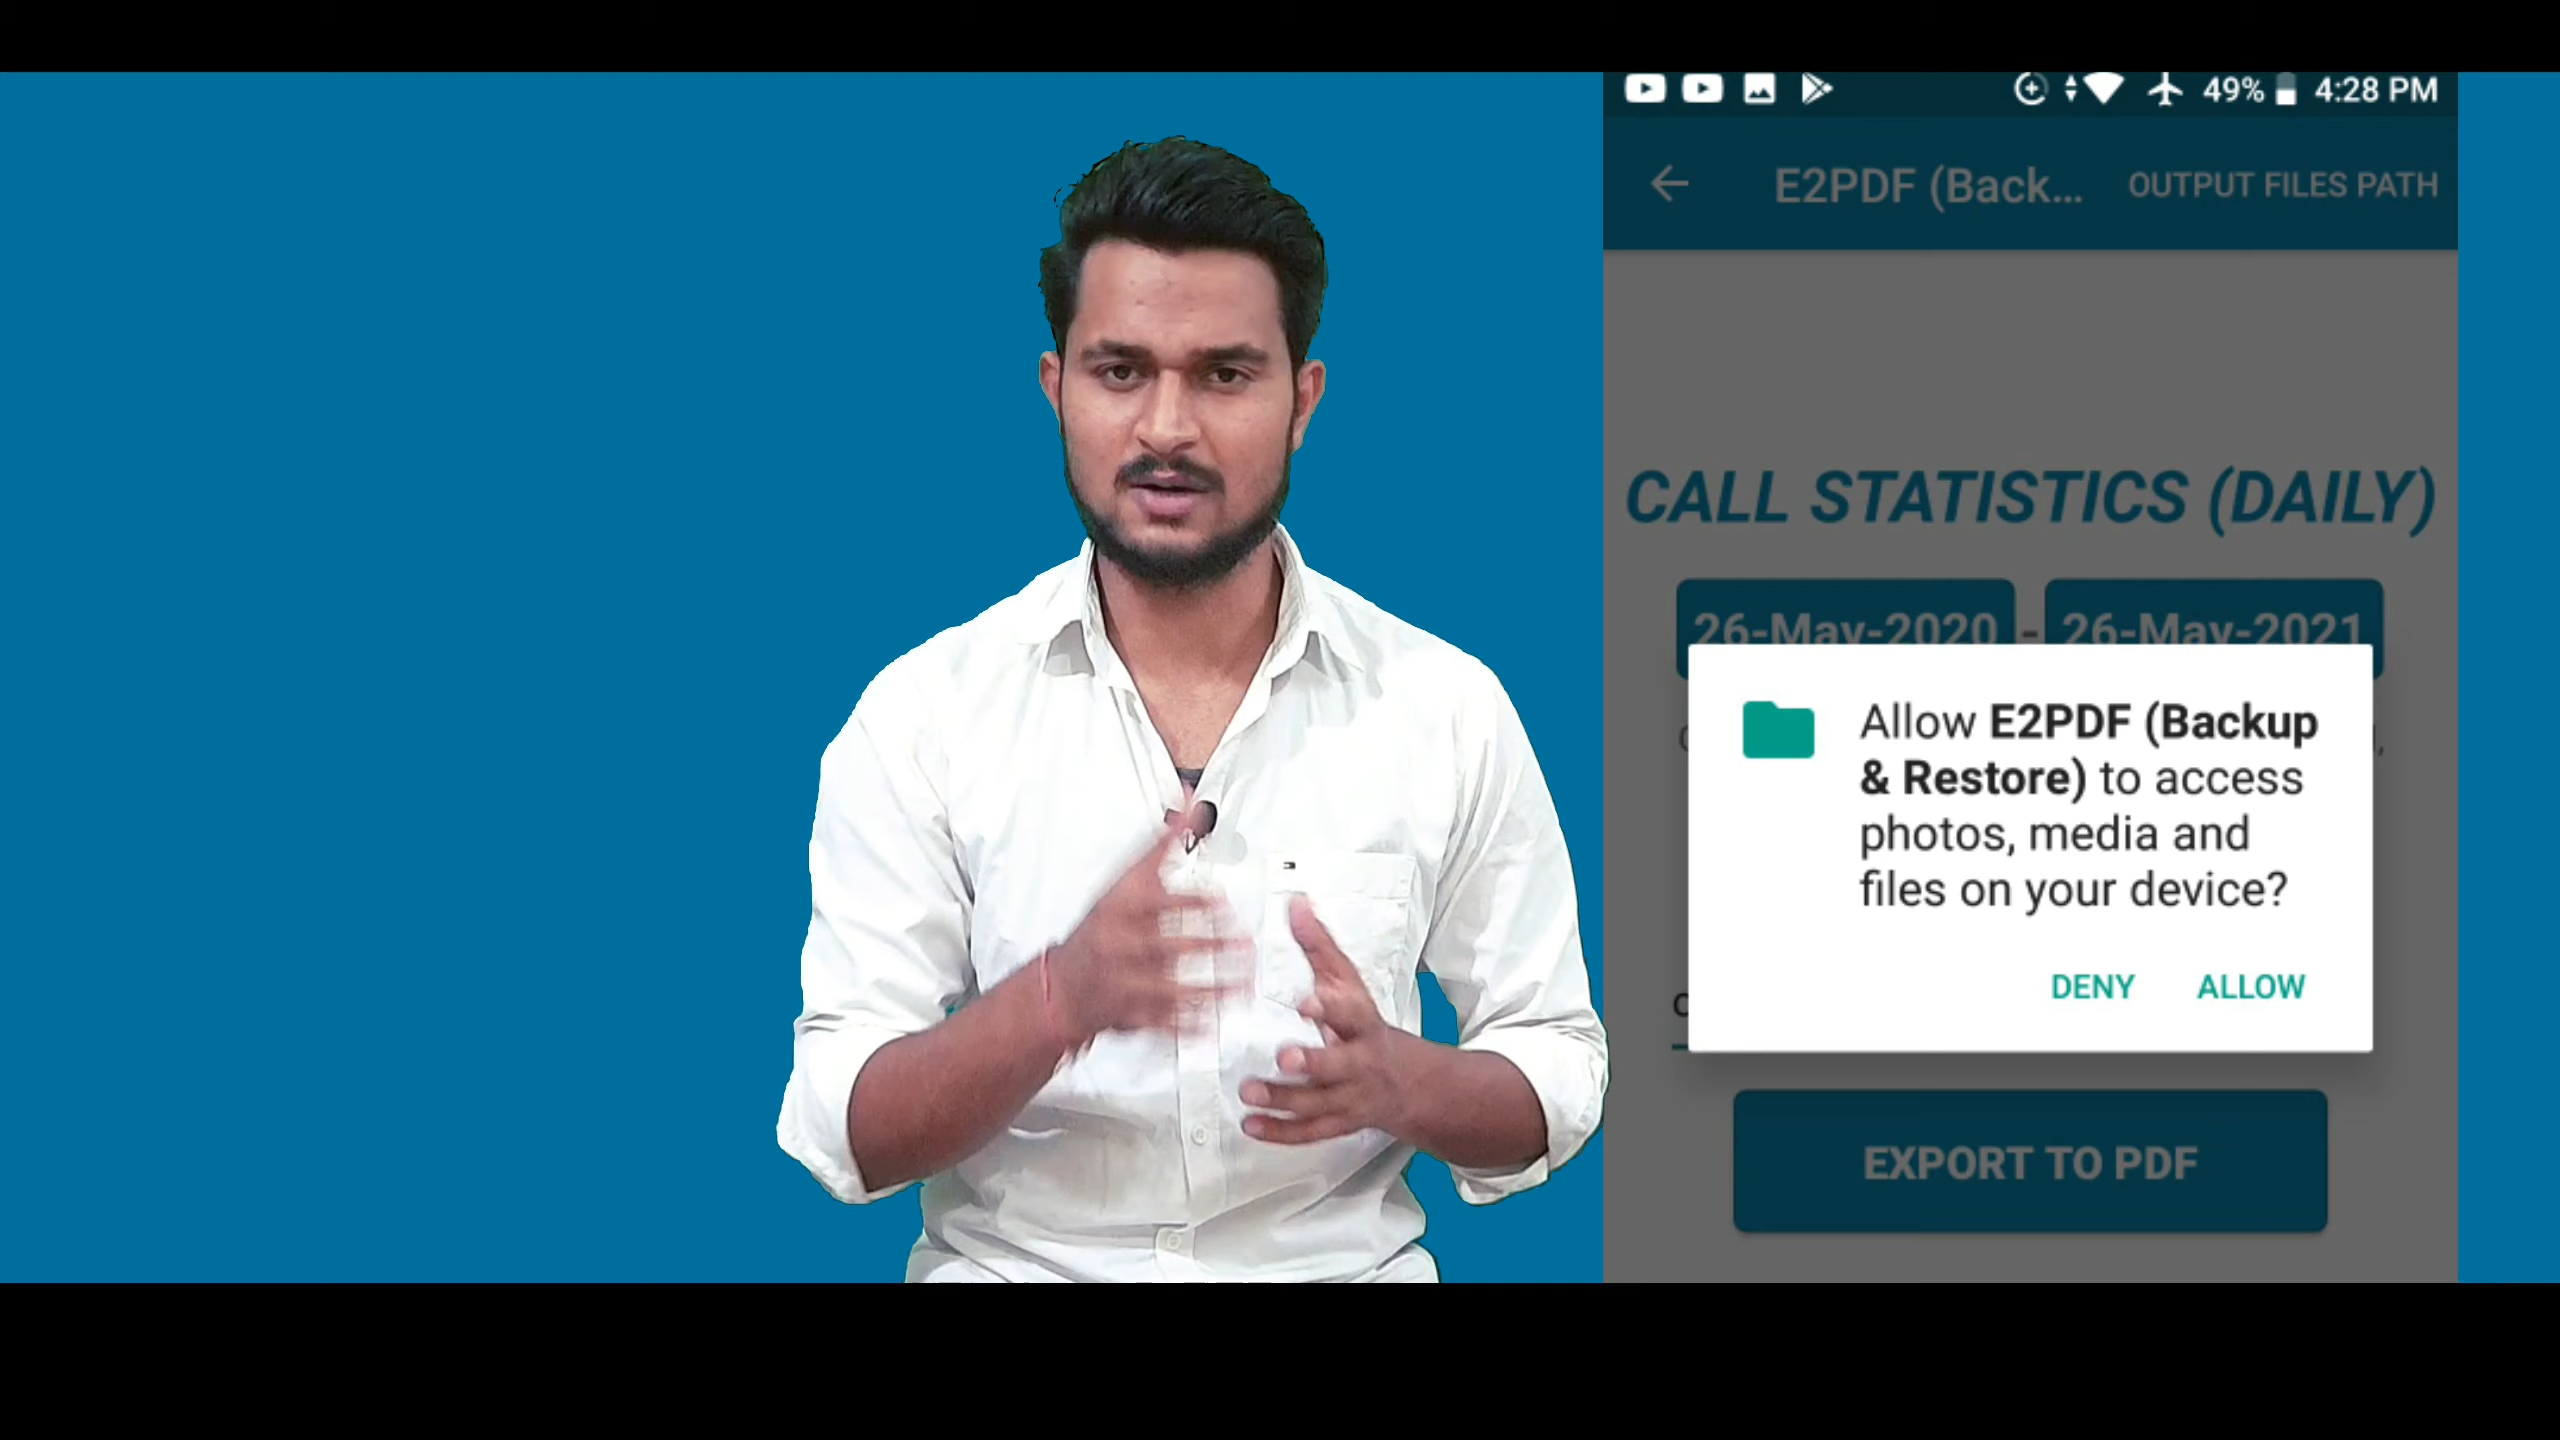 49% 4:28 PM
E2PDF (Back... OUTPUT FILES PATH
CALL STATISTICS (DAILY)
26-May-2020 - 26-May-2021
Allow E2PDF (Backup
& Restore) to access
photos, media and
files on your device?
DENY ALLOW
EXPORT TO PDF